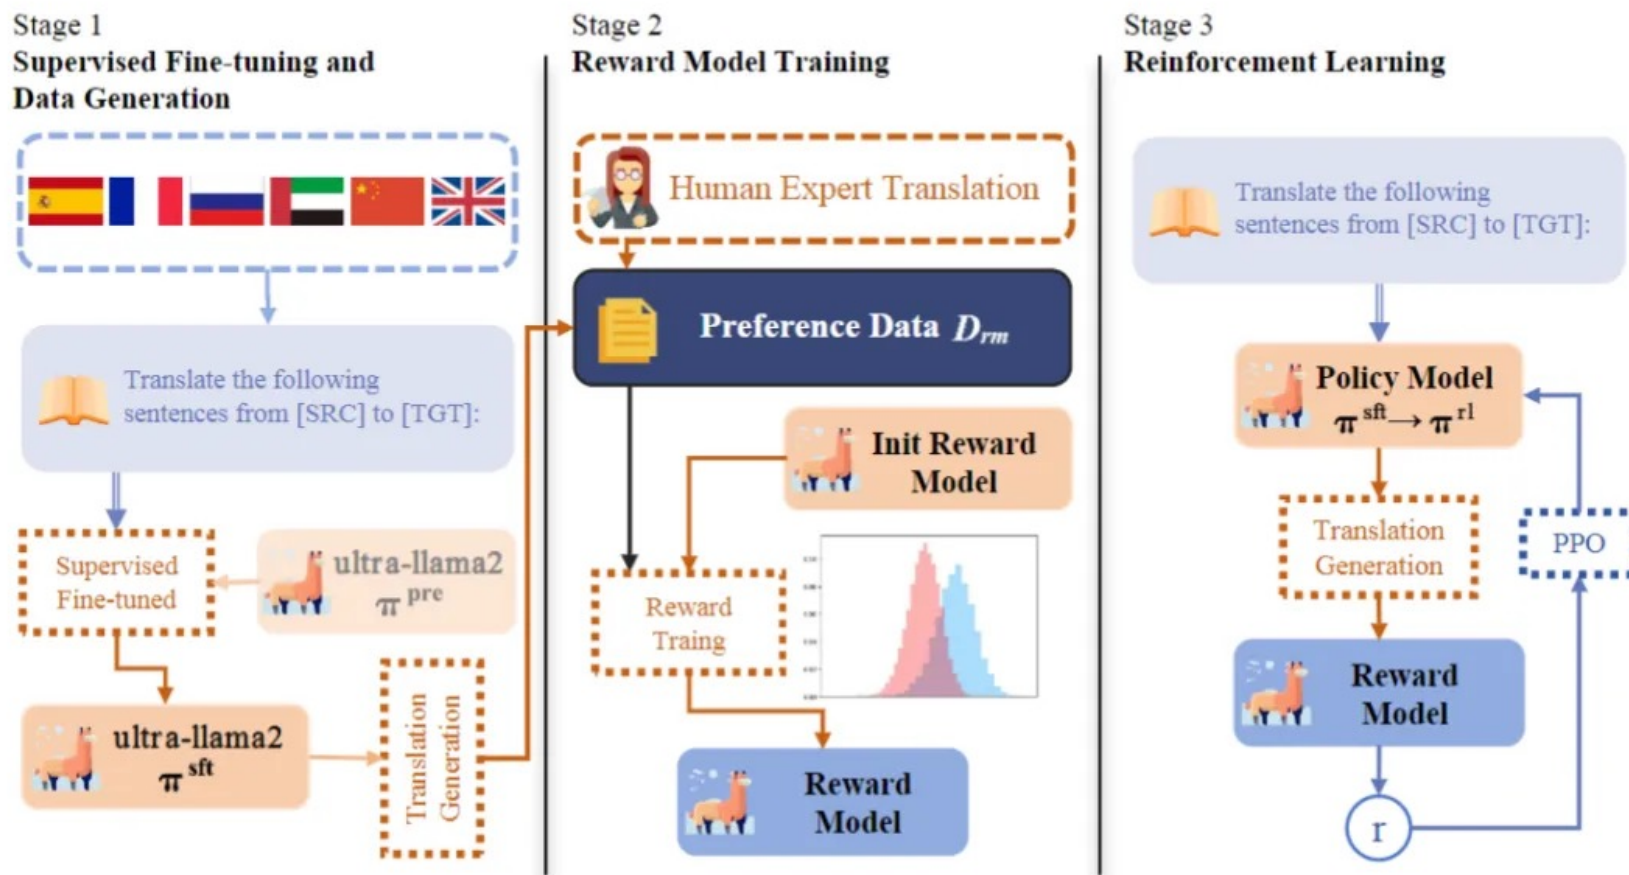 Stage 1
Supervised Fine-tuning and
Data Generation
Translate the following
sentences from [SRC] to [TGT]:
Supervised
Fine-tuned
ultra-llama2
π pre
ultra-llama2
π sft
Translation
Generation
Stage 2
Reward Model Training
Human Expert Translation
Preference Data D rm
Init Reward
Model
Reward
Traing
Reward
Model
Stage 3
Reinforcement Learning
Translate the following
sentences from [SRC] to [TGT]:
Policy Model
π sft → π rl
Translation
Generation
PPO
Reward
Model
r